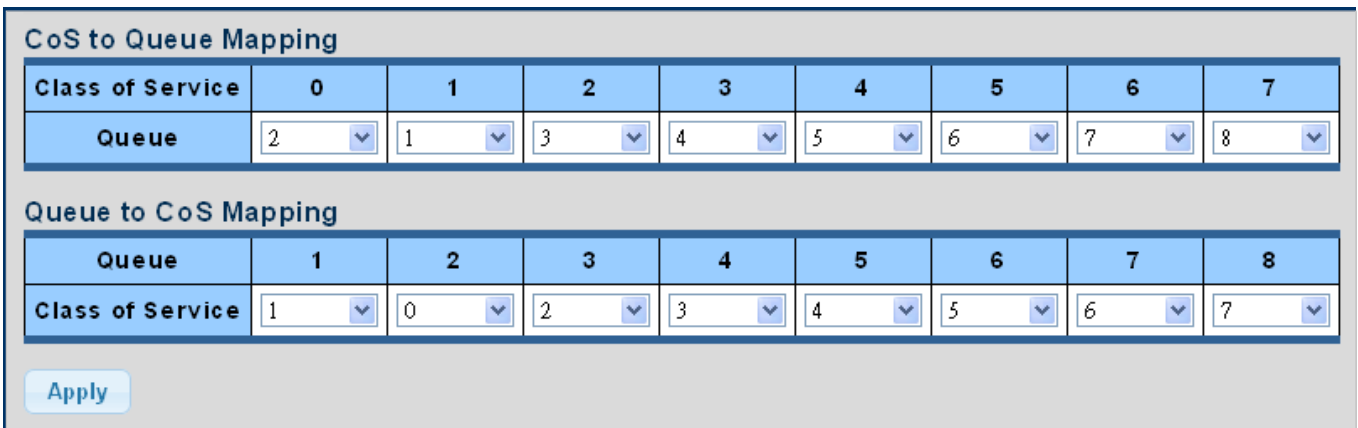 CoS to Queue Mapping
Class of Service 0 1 2 3 4 5 6 7
Queue 2 1 3 4 5 6 7 8
Queue to CoS Mapping
Queue 1 2 3 4 5 6 7 8
Class of Service 1 0 2 3 4 5 6 7
Apply